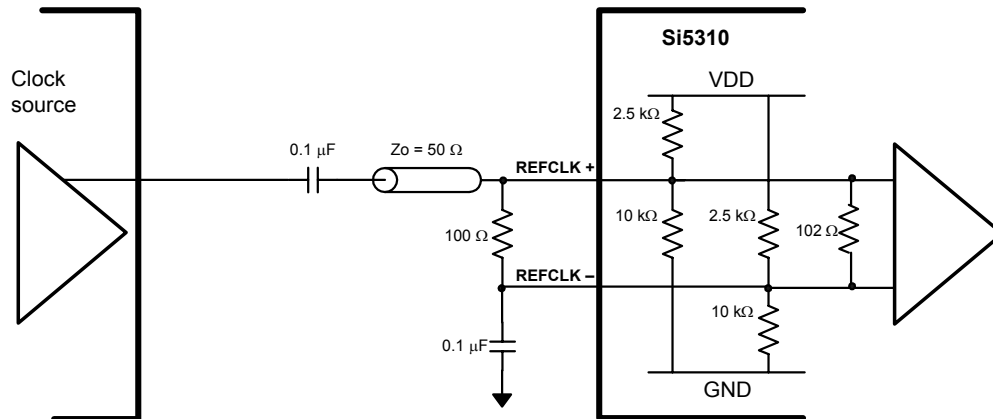 Si5310
Clock
source
VDD
2.5 kΩ
0.1 μF
Zo = 50 Ω
REFCLK +
100 Ω
10 kΩ
2.5 kΩ
102 Ω
REFCLK –
10 kΩ
0.1 μF
GND